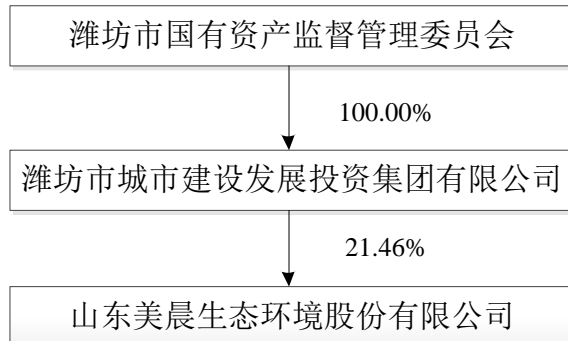 潍坊市国有资产监督管理委员会
100.00%
潍坊市城市建设发展投资集团有限公司
21.46%
山东美晨生态环境股份有限公司